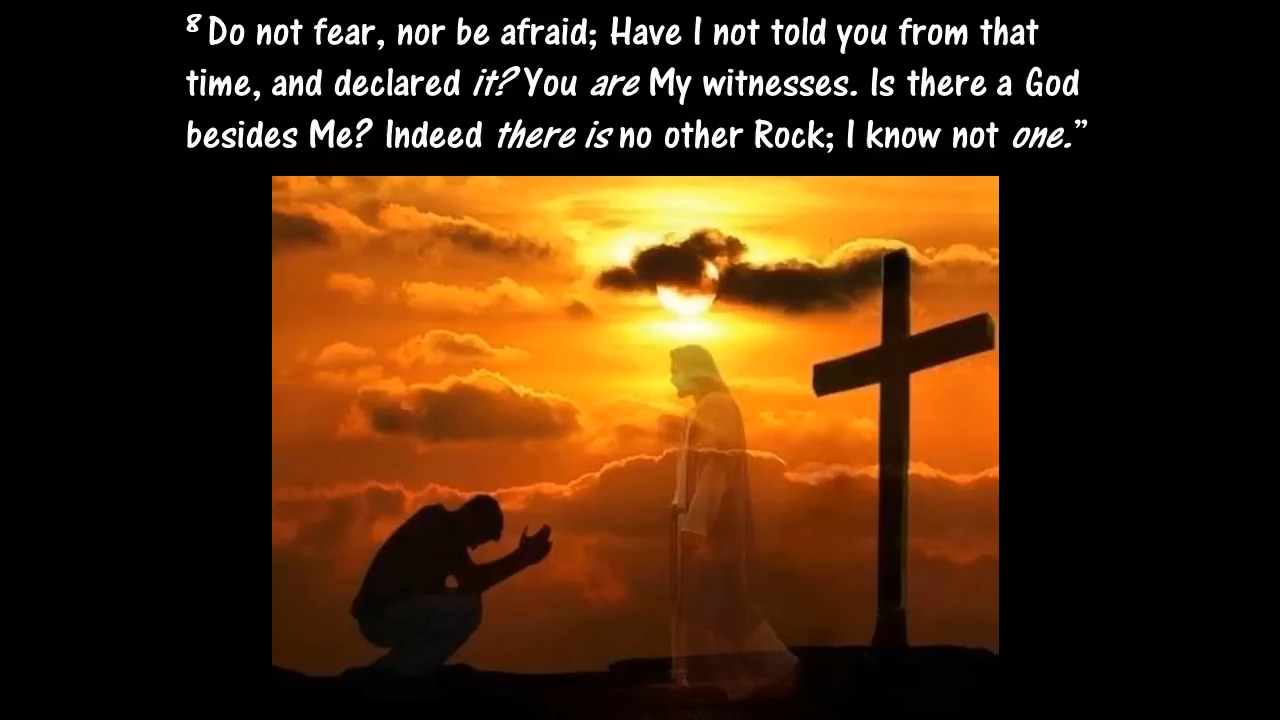 8 Do not fear, nor be afraid; Have I not told you from that
time, and declared it? You are My witnesses. Is there a God
besides Me? Indeed there is no other Rock; I know not one.”